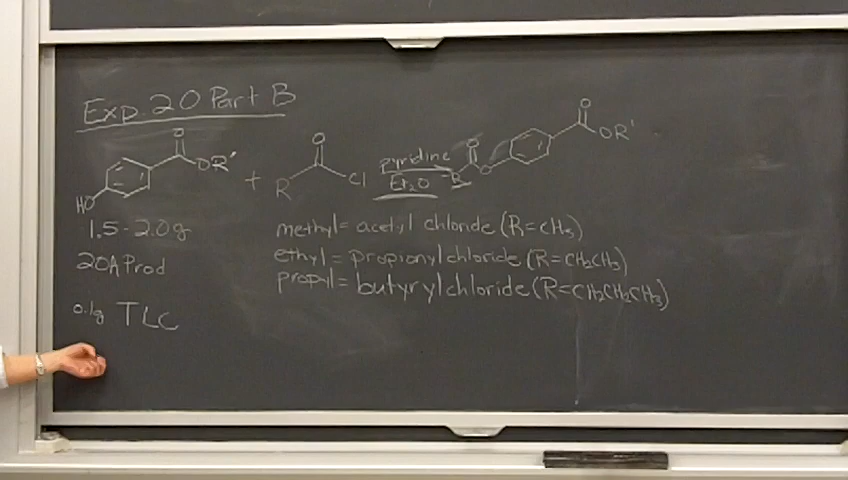 Exp. 20 Part B
O OR' HO
+
O R Cl
pyridine
Et₂O
O R O O OR'
1.5-2.0g
20A Prod
0.1g TLC
methyl = acetyl chloride (R=CH₃)
ethyl = propionyl chloride (R=CH₂CH₃)
propyl = butyryl chloride (R=CH₂CH₂CH₃)